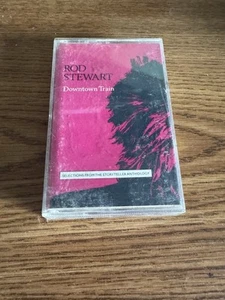 ROD
STEWART
Downtown Train
SELECTIONS FROM THE STORYTELLER ANTHOLOGY